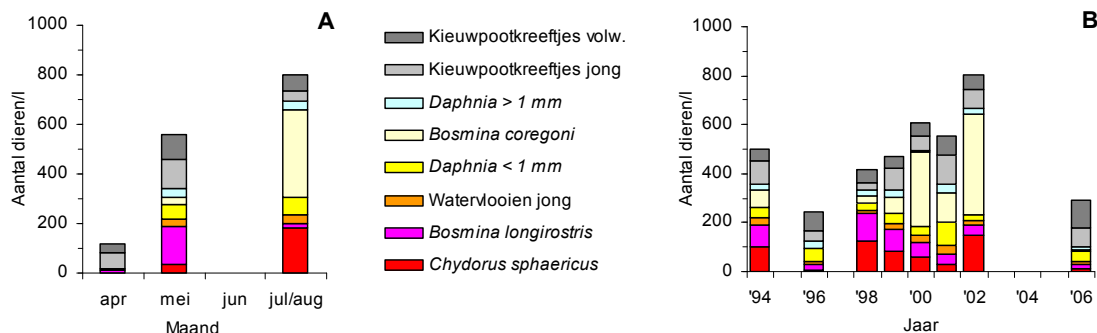 A
Aantal dieren/l
1000
800
600
400
200
0
apr mei jun jul/aug
Maand
Kieuwpootkreeftjes volw.
Kieuwpootkreeftjes jong
Daphnia > 1 mm
Bosmina coregoni
Daphnia < 1 mm
Watervlooien jong
Bosmina longirostris
Chydorus sphaericus
B
Aantal dieren/l
1000
800
600
400
200
0
'94 '96 '98 '00 '02 '04 '06
Jaar